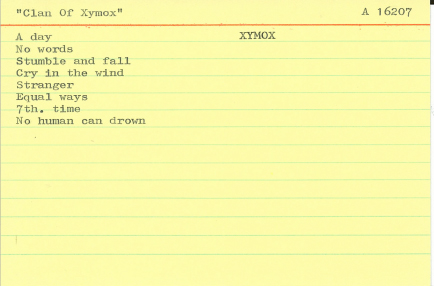 "Clan Of Xymox" A 16207
A day XYMOX
No words
Stumble and fall
Cry in the wind
Stranger
Equal ways
7th. time
No human can drown